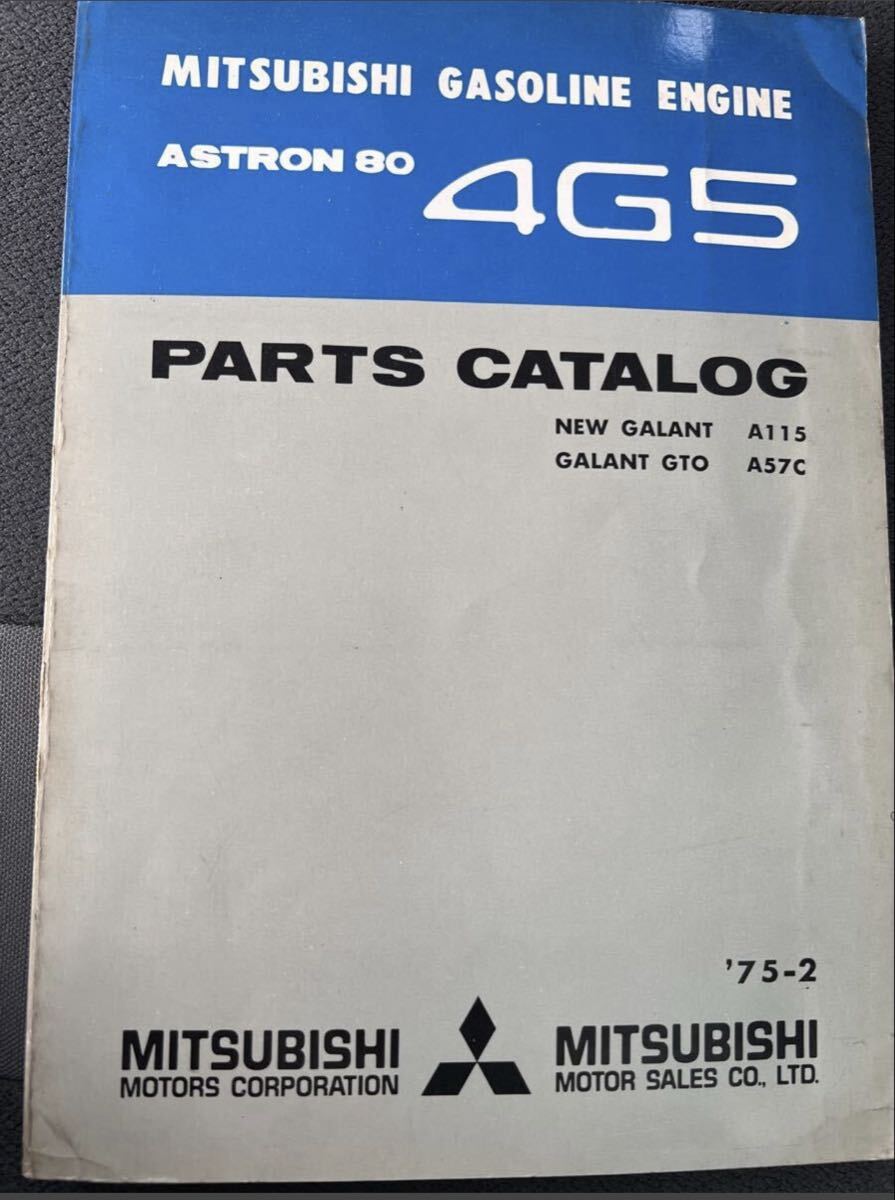 MITSUBISHI GASOLINE ENGINE
ASTRON 80 4G5
PARTS CATALOG
NEW GALANT A115
GALANT GTO A57C
'75-2
MITSUBISHI
MOTORS CORPORATION
MITSUBISHI
MOTOR SALES CO., LTD.